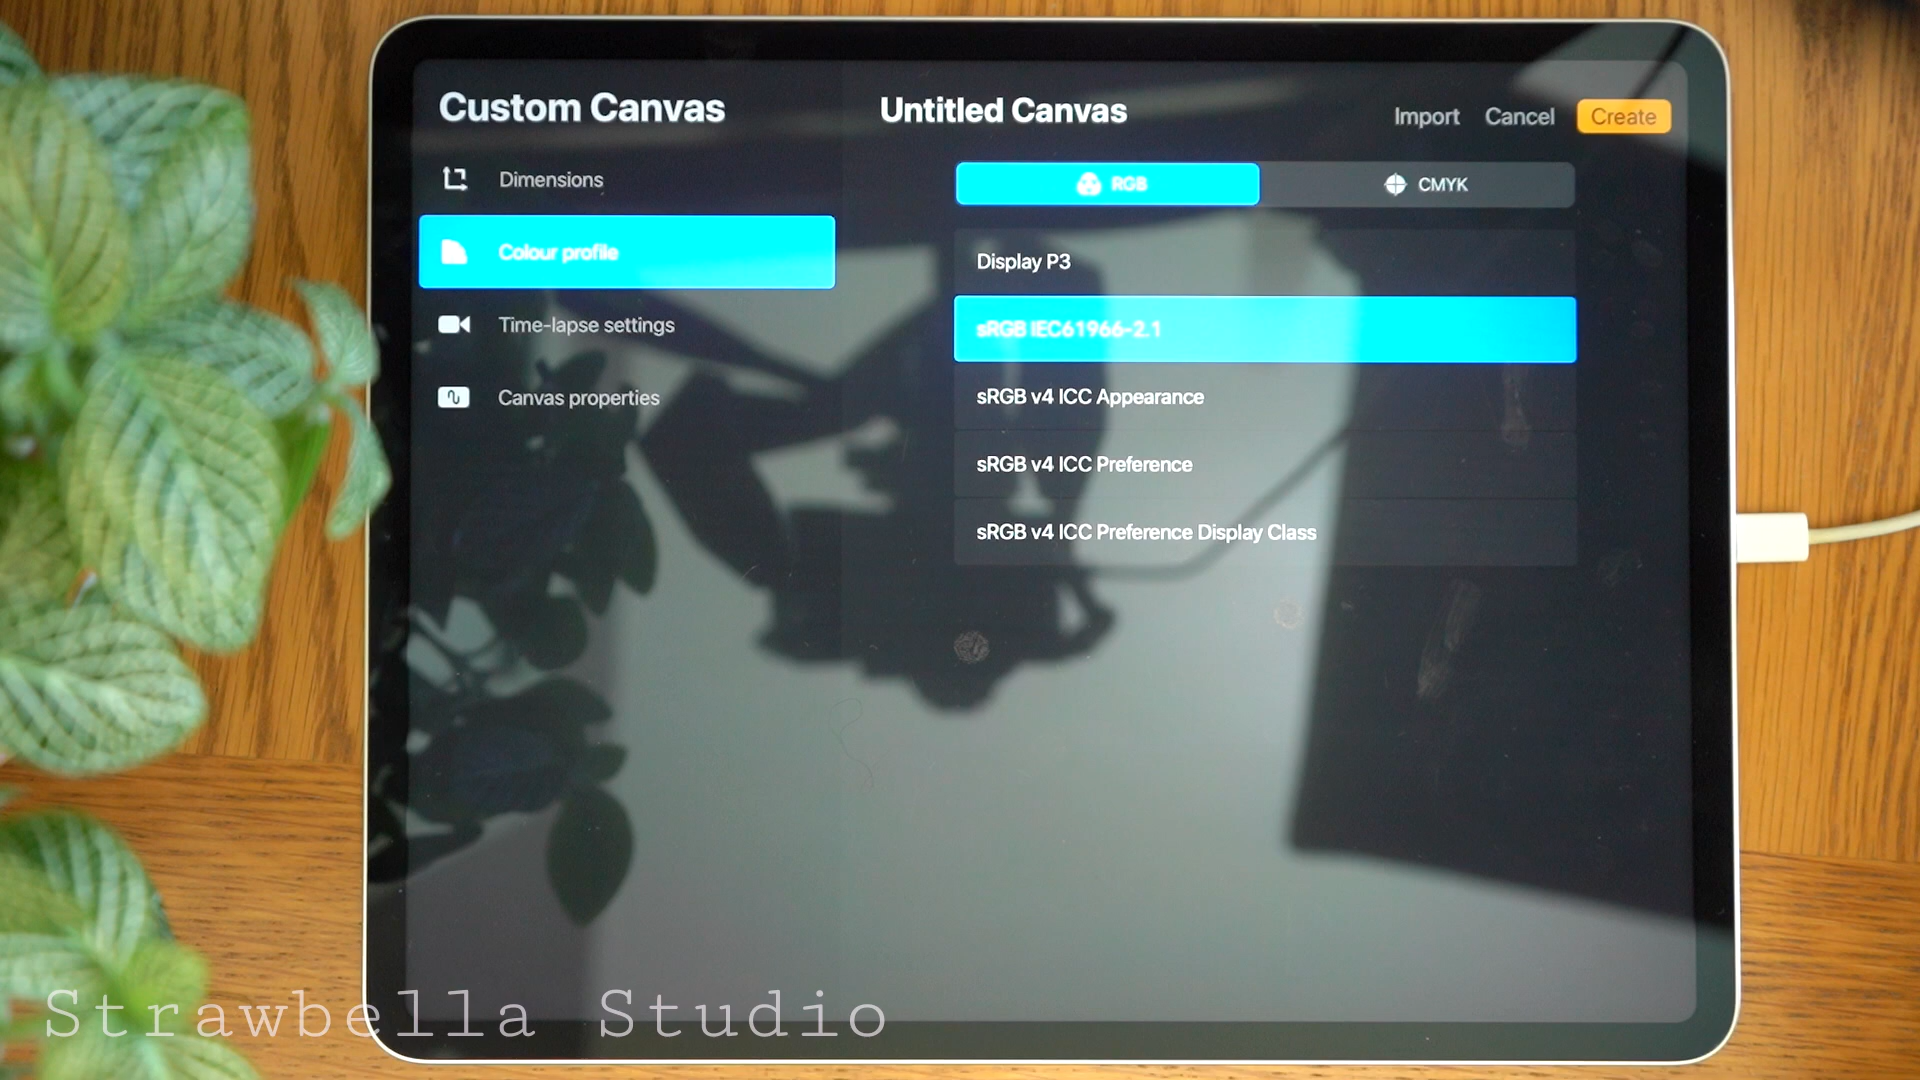 Custom Canvas
Dimensions
Colour profile
Time-lapse settings
Canvas properties
Untitled Canvas
Import
Cancel
Create
RGB
CMYK
Display P3
sRGB IEC61966-2.1
sRGB v4 ICC Appearance
sRGB v4 ICC Preference
sRGB v4 ICC Preference Display Class
Strawbella Studio